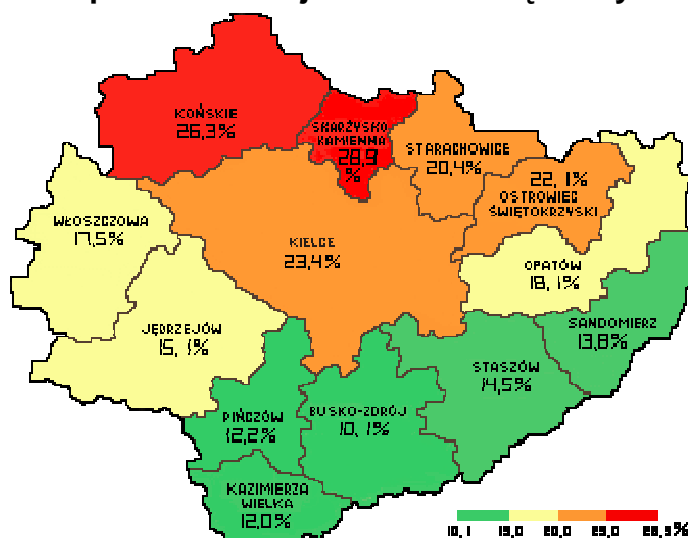 KOŃSKIE
26,3%
SKARŻYSKO
KAMIENNA
28,9
%
STARACHOWICE
20,4%
22,1%
OSTROWIEC
ŚWIĘTOKRZYSKI
WŁOSZCZOWA
17,5%
KIELCE
23,4%
OPATÓW
18,1%
SANDOMIERZ
13,8%
JĘDRZEJÓW
15,1%
STASZÓW
14,5%
PIŃCZÓW
12,2%
BUSKO-ZDRÓJ
10,1%
KAZIMIERZA
WIELKA
12,0%
10,1 15,0 20,0 25,0 28,9%